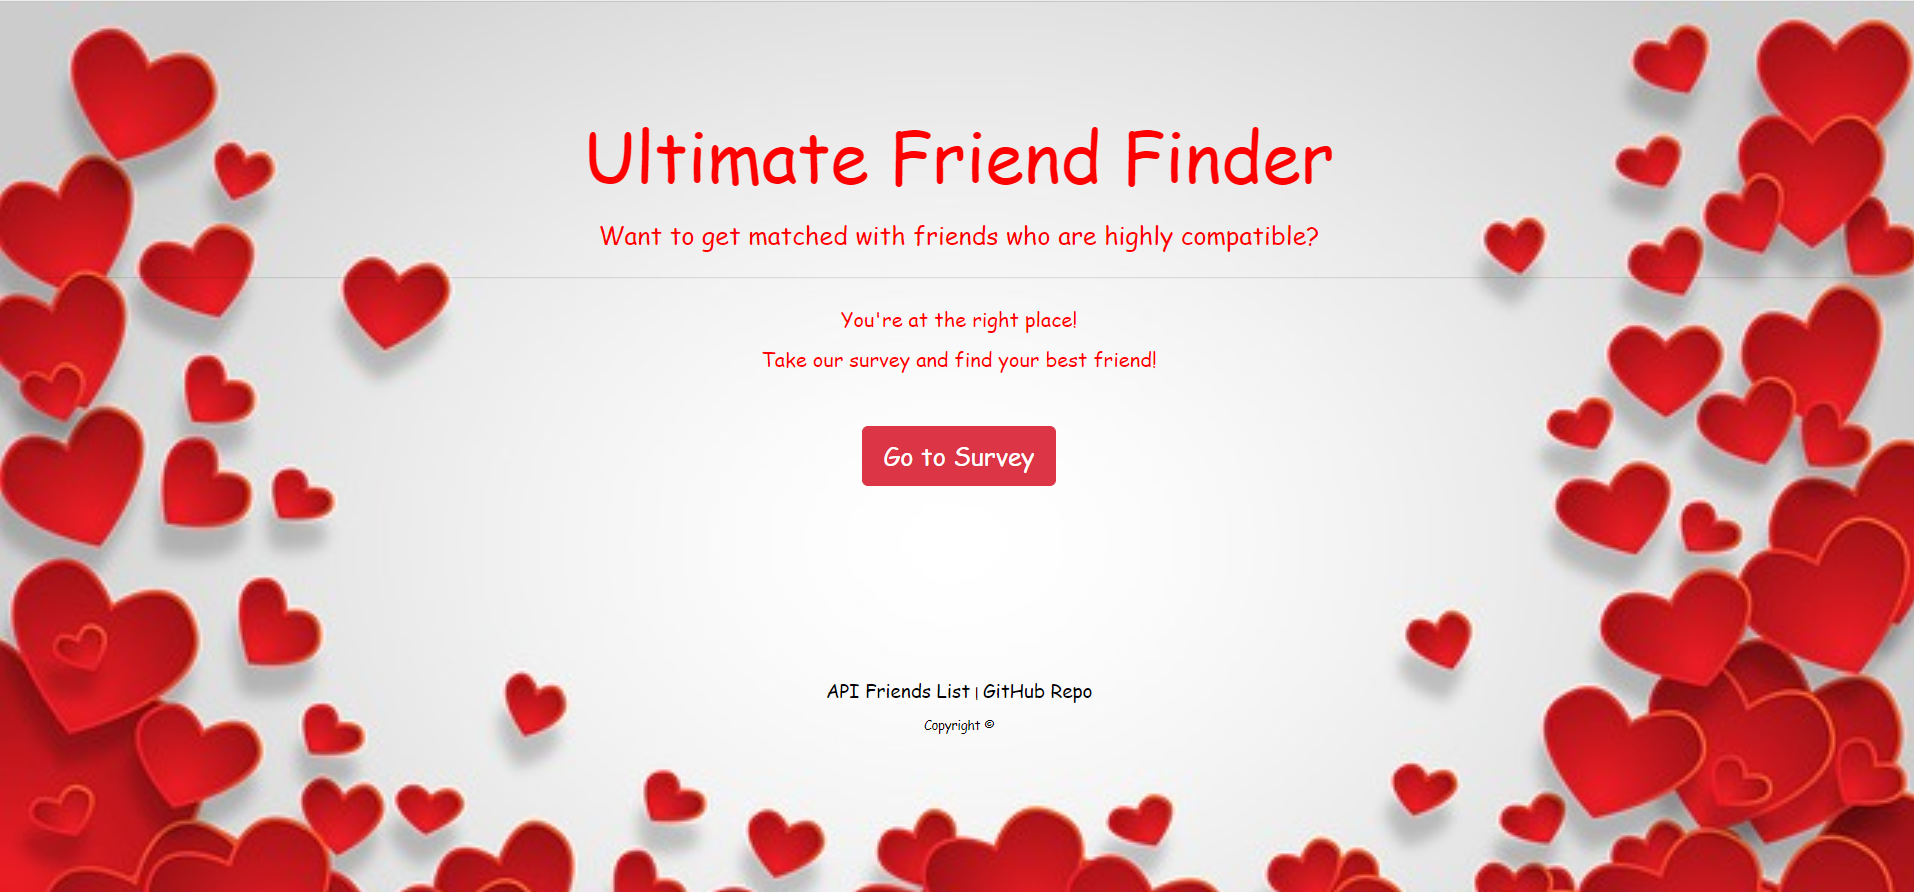 Ultimate Friend Finder
Want to get matched with friends who are highly compatible?
You're at the right place!
Take our survey and find your best friend!
Go to Survey
API Friends List | GitHub Repo
Copyright ©